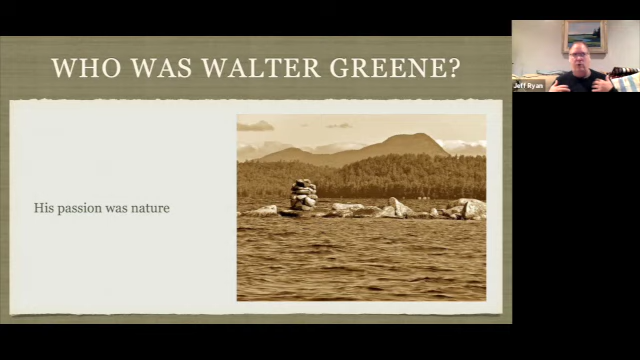 WHO WAS WALTER GREENE?
Jeff Ryan
His passion was nature